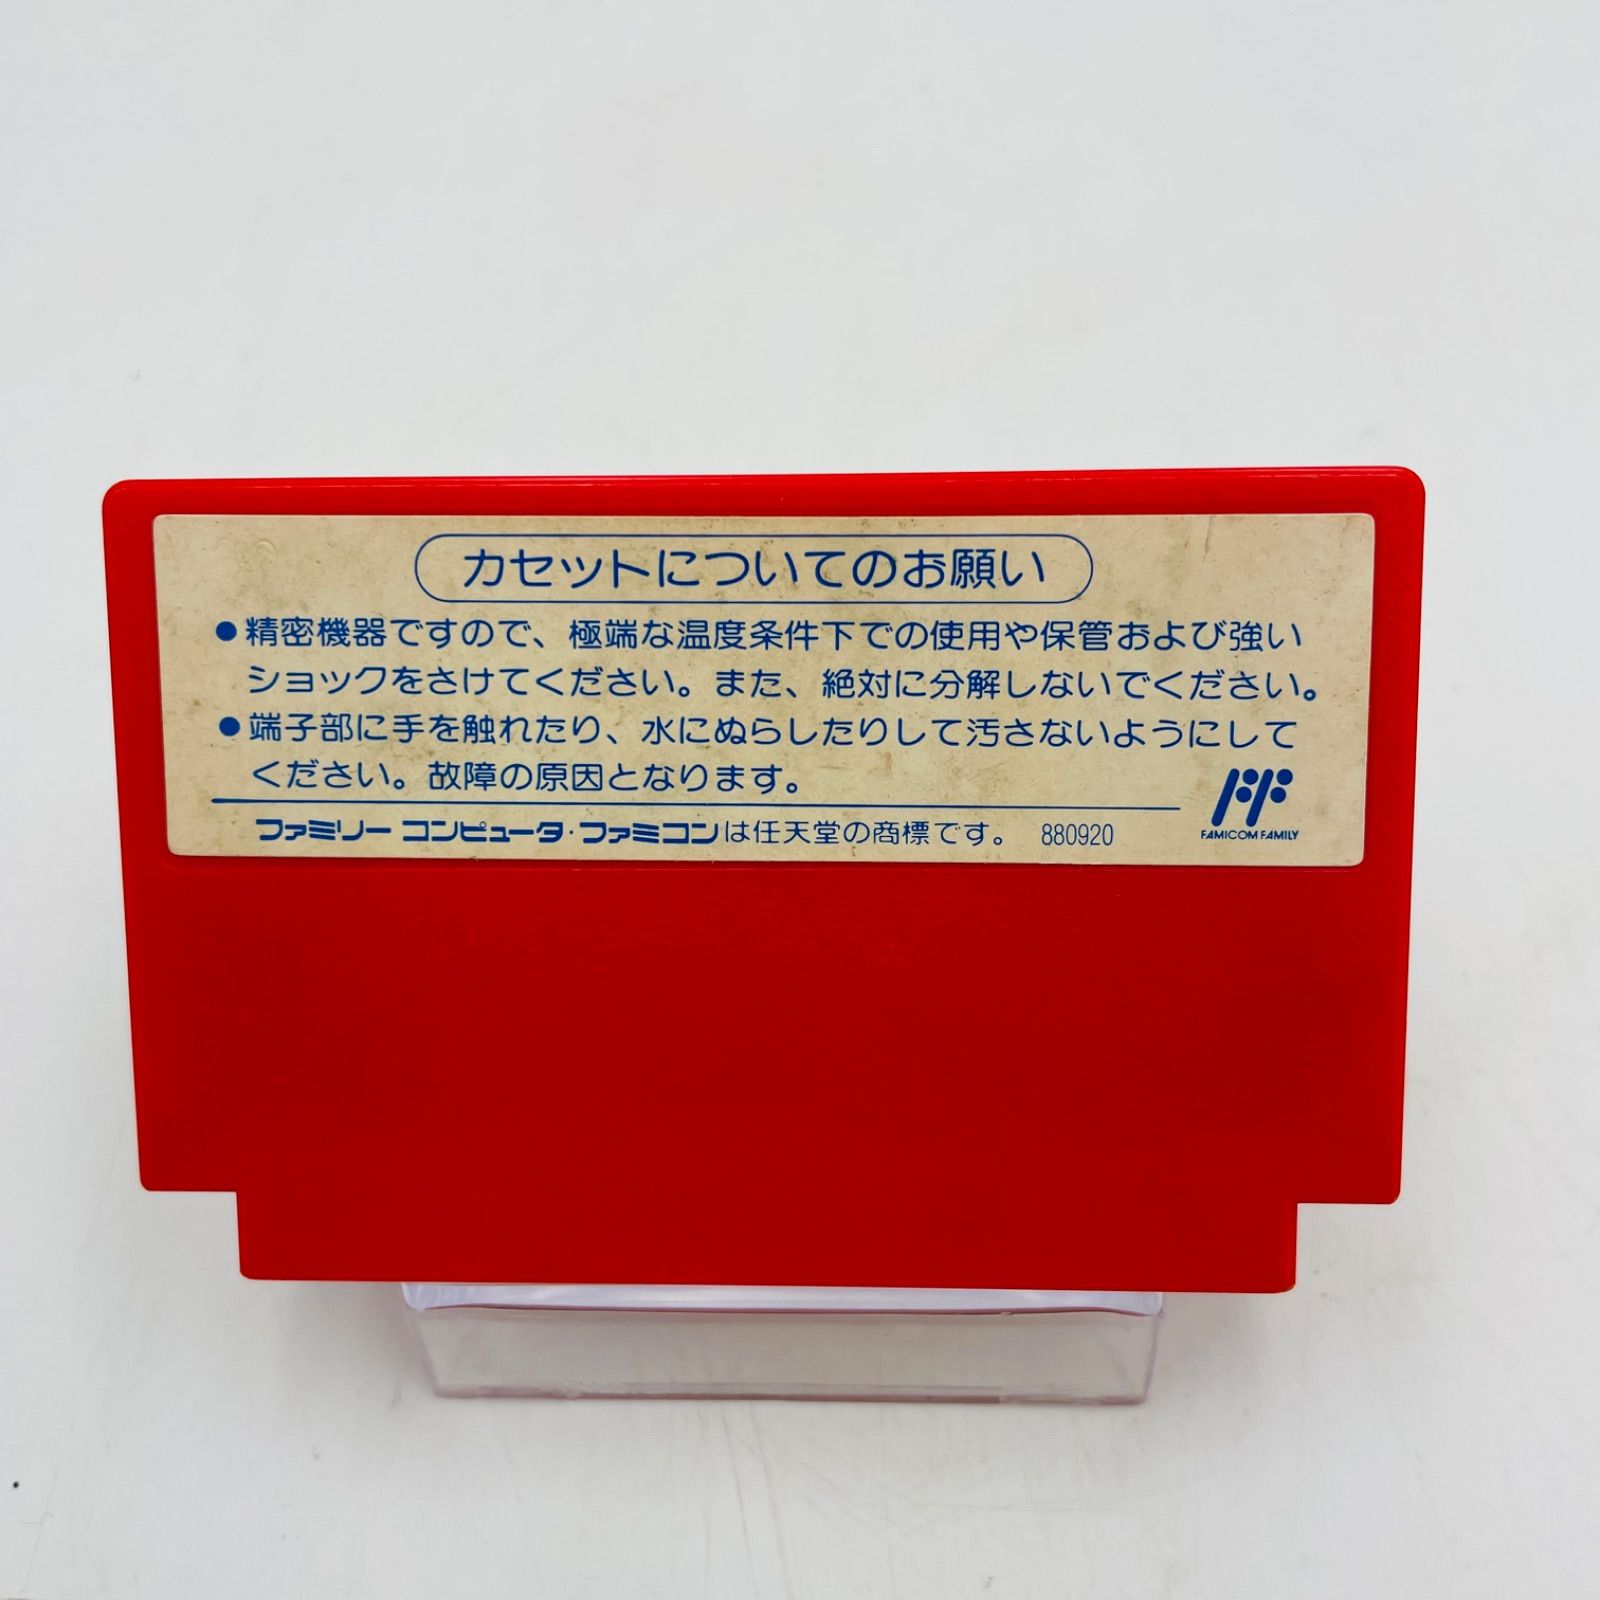 カセットについてのお願い
●精密機器ですので、極端な温度条件下での使用や保管および強い
ショックをさけてください。また、絶対に分解しないでください。
●端子部に手を触れたり、水にぬらしたりして汚さないようにして
ください。故障の原因となります。
ファミリー コンピュータ・ファミコンは任天堂の商標です。 880920
FAMICOM FAMILY